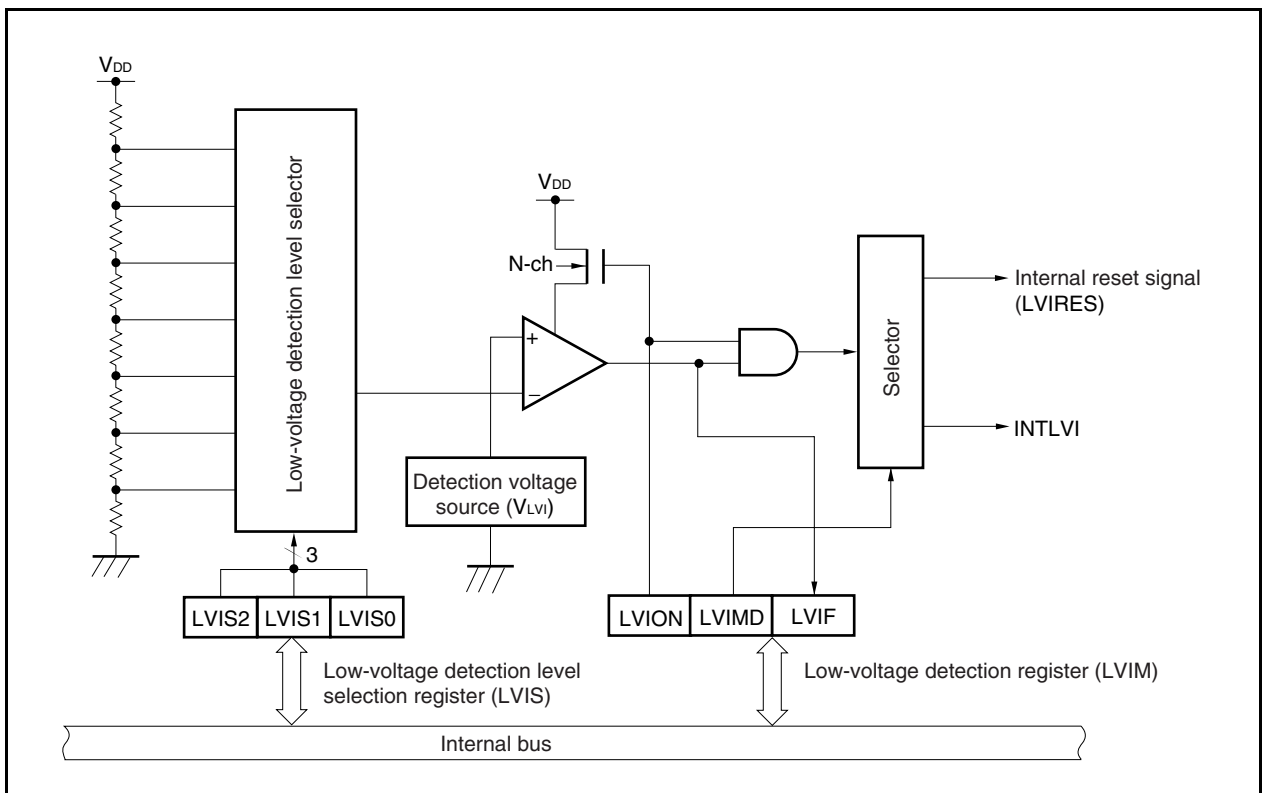 VDD
Low-voltage detection level selector
VDD
N-ch
+
−
Detection voltage
source (VLVI)
Selector
Internal reset signal
(LVIRES)
INTLVI
3
LVIS2 LVIS1 LVIS0
LVION LVIMD LVIF
Low-voltage detection level
selection register (LVIS)
Low-voltage detection register (LVIM)
Internal bus